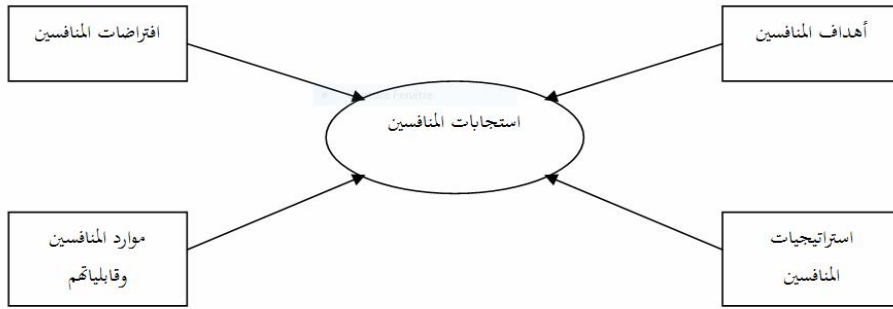 أهداف المنافسين
افتراضات المنافسين
استجابات المنافسين
استراتيجيات
المنافسين
موارد المنافسين
وقابلياتهم